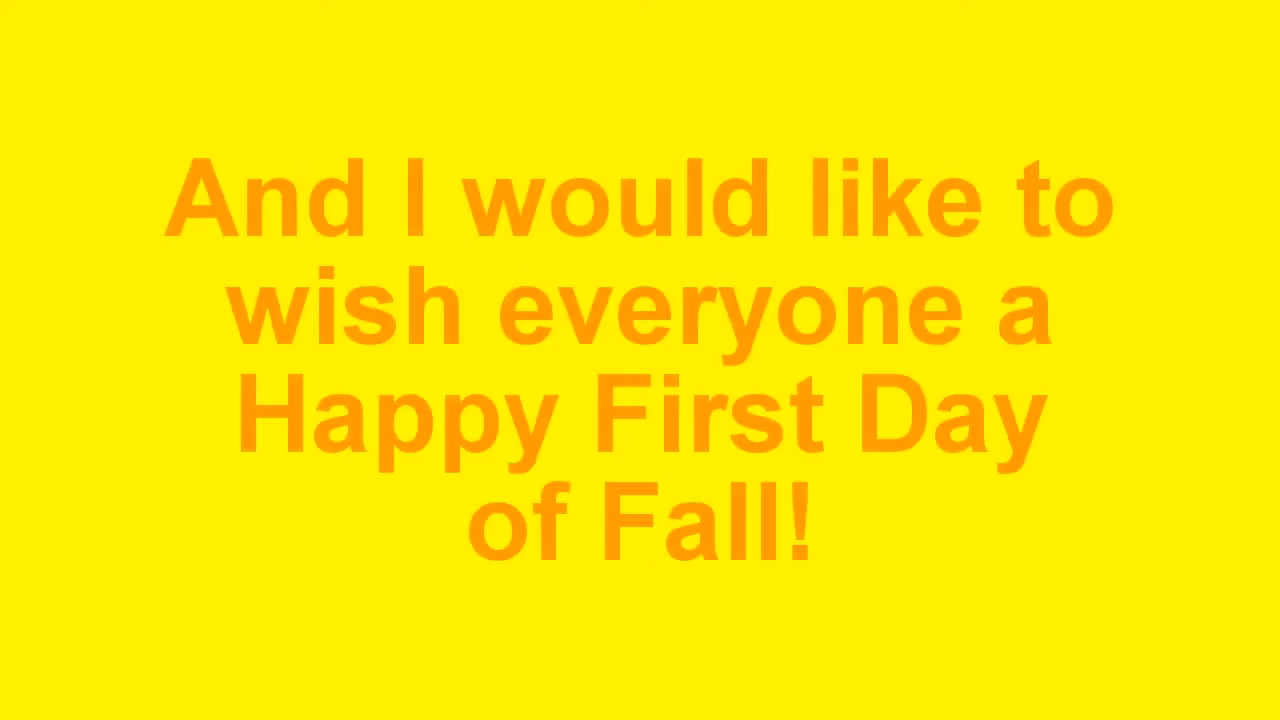 And I would like to
wish everyone a
Happy First Day
of Fall!